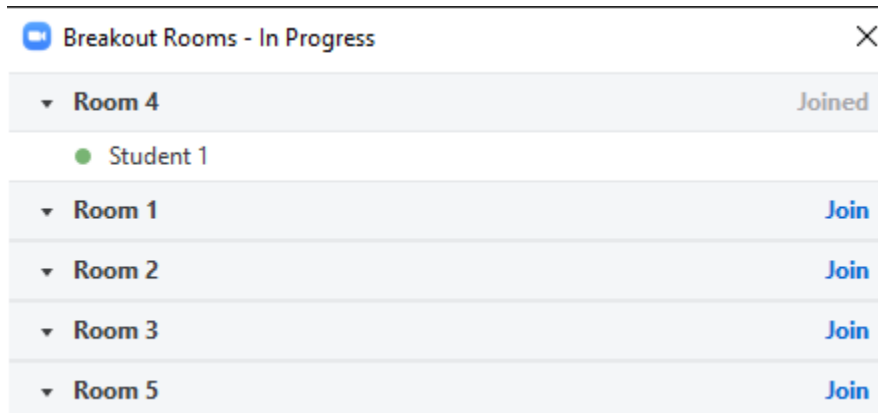 Breakout Rooms - In Progress
Room 4 Joined
Student 1
Room 1 Join
Room 2 Join
Room 3 Join
Room 5 Join